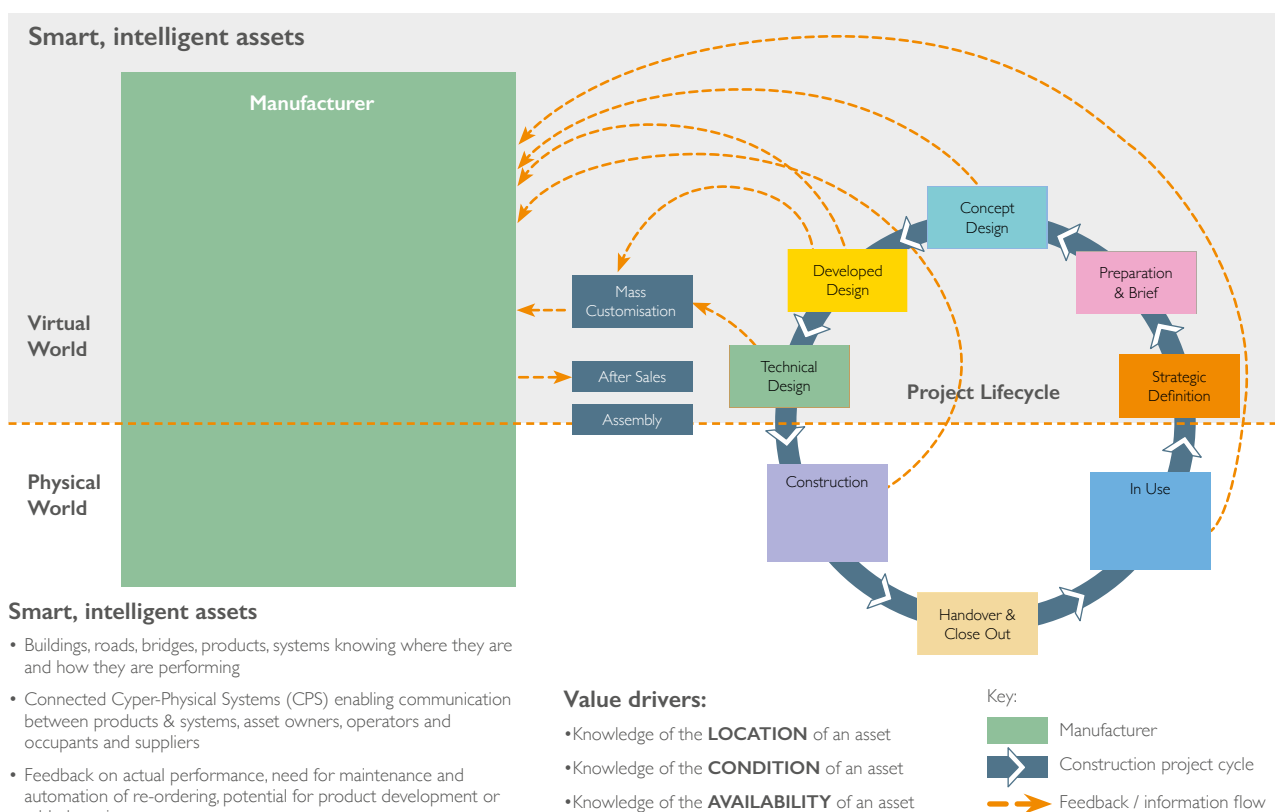 Smart, intelligent assets
Manufacturer
Concept
Design
Developed
Design
Preparation
& Brief
Mass
Customisation
Virtual
World
Technical
Design
After Sales
Strategic
Definition
Project Lifecycle
Assembly
Physical
World
Construction
In Use
Handover &
Close Out
Smart, intelligent assets
• Buildings, roads, bridges, products, systems knowing where they are
and how they are performing
• Connected Cyper-Physical Systems (CPS) enabling communication
between products & systems, asset owners, operators and
occupants and suppliers
• Feedback on actual performance, need for maintenance and
automation of re-ordering, potential for product development or
Value drivers:
•Knowledge of the LOCATION of an asset
•Knowledge of the CONDITION of an asset
•Knowledge of the AVAILABILITY of an asset
Key:
Manufacturer
Construction project cycle
Feedback / information flow